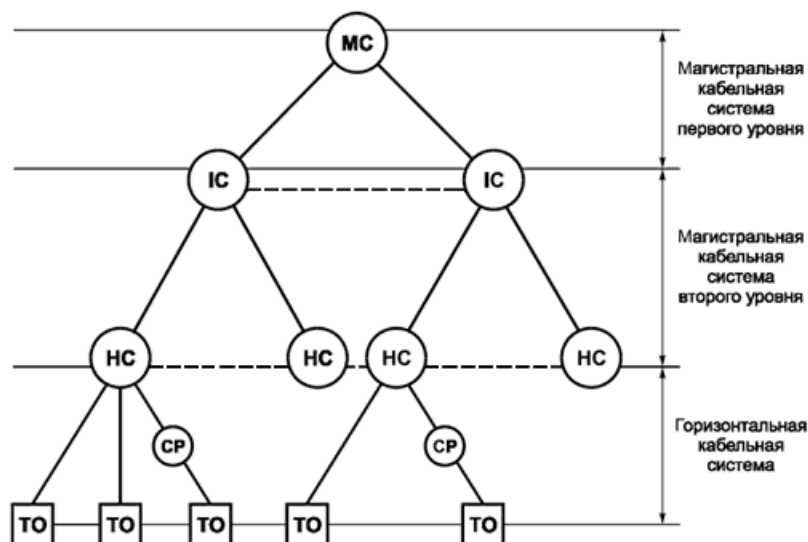 МС
Магистральная
кабельная
система
первого уровня
IC
IC
Магистральная
кабельная
система
второго уровня
НС
НС
НС
НС
СР
СР
Горизонтальная
кабельная
система
ТО
ТО
ТО
ТО
ТО